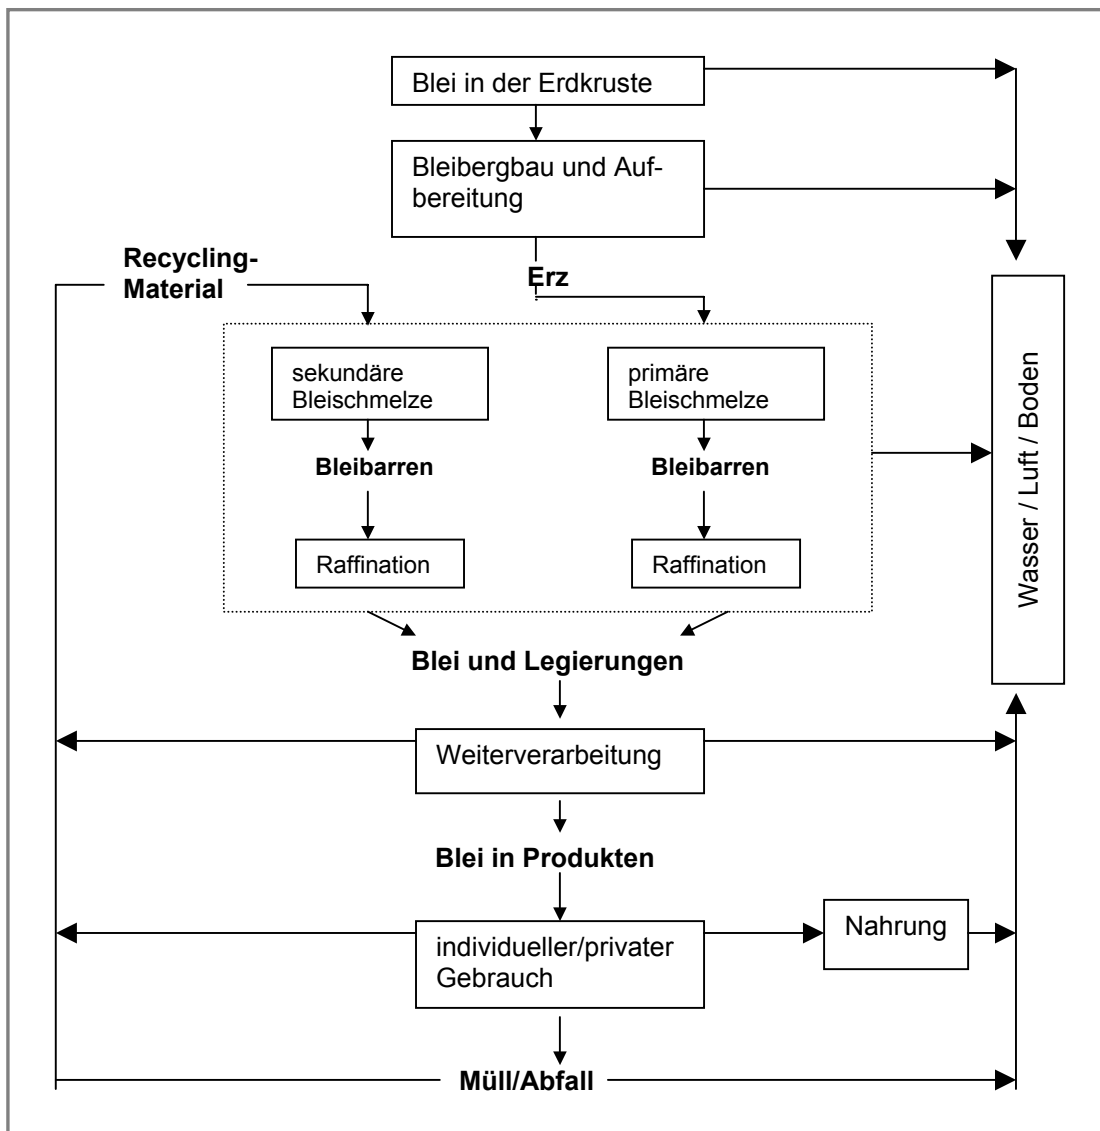 Blei in der Erdkruste
Bleibergbau und Auf-
bereitung
Recycling-
Material
Erz
sekundäre
Bleischmelze
primäre
Bleischmelze
Bleibarren
Bleibarren
Raffination
Raffination
Wasser / Luft / Boden
Blei und Legierungen
Weiterverarbeitung
Blei in Produkten
individueller/privater
Gebrauch
Nahrung
Müll/Abfall